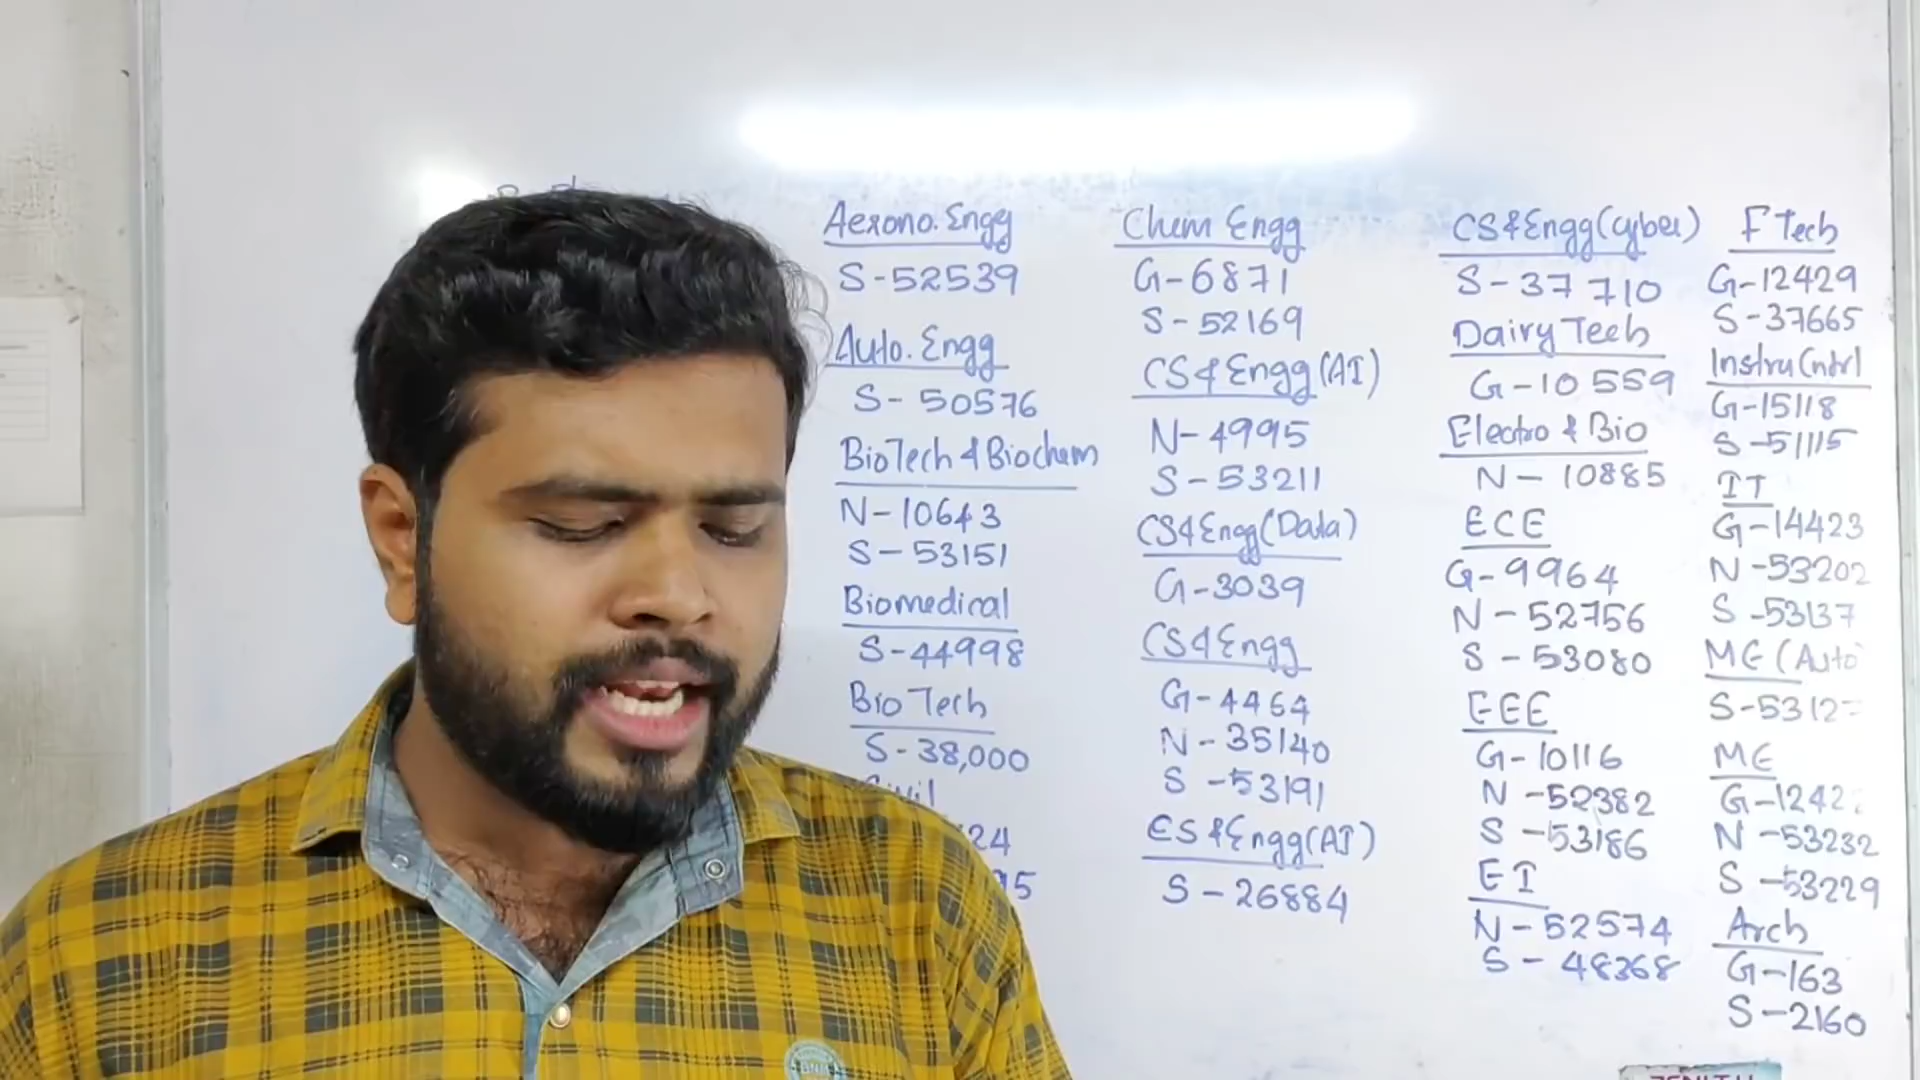 Aerono. Engg
S-52539
Auto. Engg
S- 50576
BioTech & Biochem
N-10643
S-53151
Biomedical
S-44998
Bio Tech
S-38,000
Chem Engg
G-6871
S-52169
CS & Engg (AI)
N-4995
S-53211
CS & Engg (Data)
G-3039
CS & Engg
G-4464
N-35140
S-53191
CS & Engg (AI)
S-26884
CS & Engg (Cyber)
S-37710
Dairy Tech
G-10559
Electro & Bio
N-10885
ECE
G-9964
N-52756
S-53080
EEE
G-10116
N-52382
S-53186
EI
N-52574
S-48368
F Tech
G-12429
S-37665
Instru Cntrl
G-15118
S-51115
IT
G-14423
N-53202
S-53137
ME (Auto
ME
N-53232
S-53229
Arch
G-163
S-2160